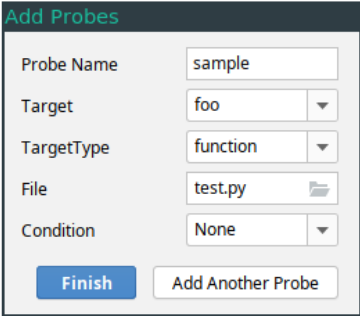 Add Probes
Probe Name sample
Target foo
TargetType function
File test.py
Condition None
Finish Add Another Probe